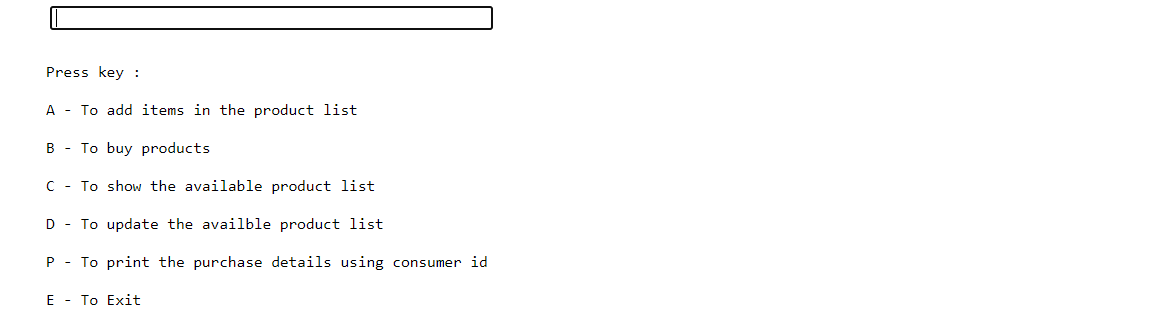 Press key :
A - To add items in the product list
B - To buy products
C - To show the available product list
D - To update the availble product list
P - To print the purchase details using consumer id
E - To Exit